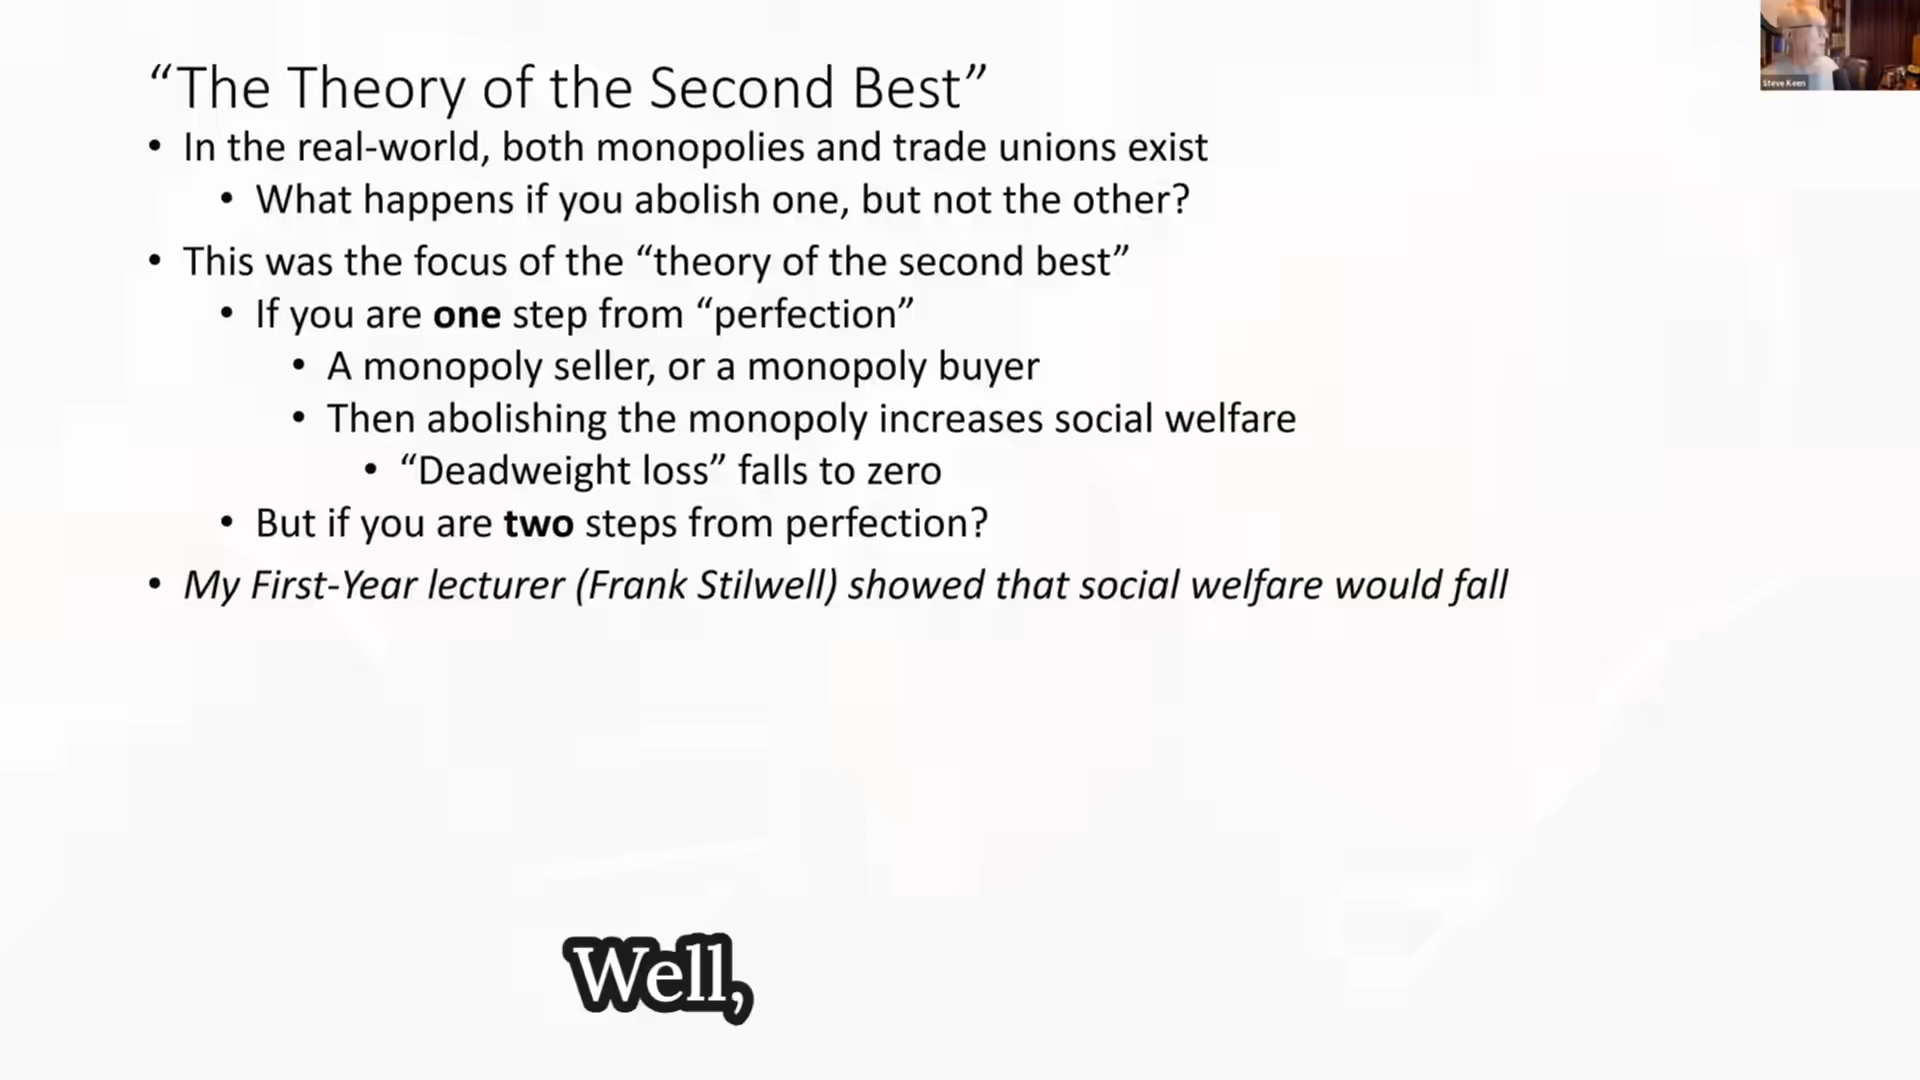 “The Theory of the Second Best”
• In the real-world, both monopolies and trade unions exist
• What happens if you abolish one, but not the other?
• This was the focus of the “theory of the second best”
• If you are one step from “perfection”
• A monopoly seller, or a monopoly buyer
• Then abolishing the monopoly increases social welfare
• “Deadweight loss” falls to zero
• But if you are two steps from perfection?
• My First-Year lecturer (Frank Stilwell) showed that social welfare would fall
Steve Keen
Well,